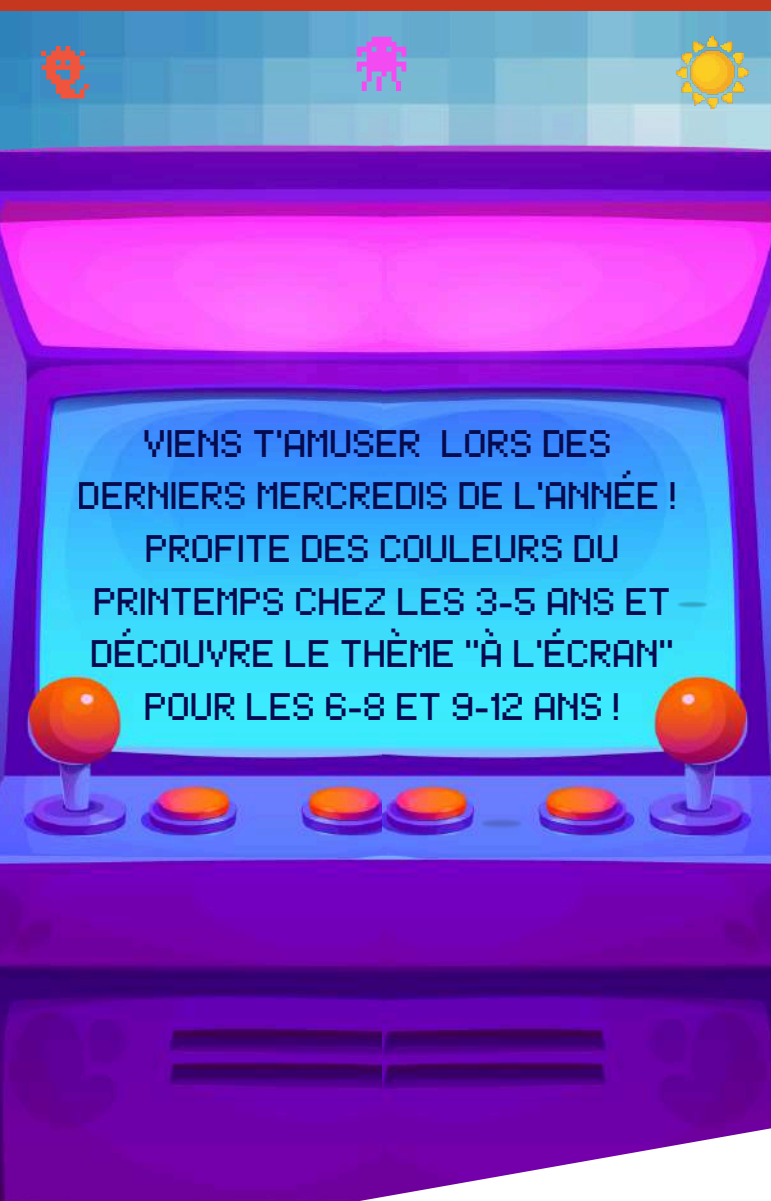 VIENS T'AMUSER LORS DES
DERNIERS MERCREDIS DE L'ANNÉE !
PROFITE DES COULEURS DU
PRINTEMPS CHEZ LES 3-5 ANS ET
DÉCOUVRE LE THÈME "À L'ÉCRAN"
POUR LES 6-8 ET 9-12 ANS !